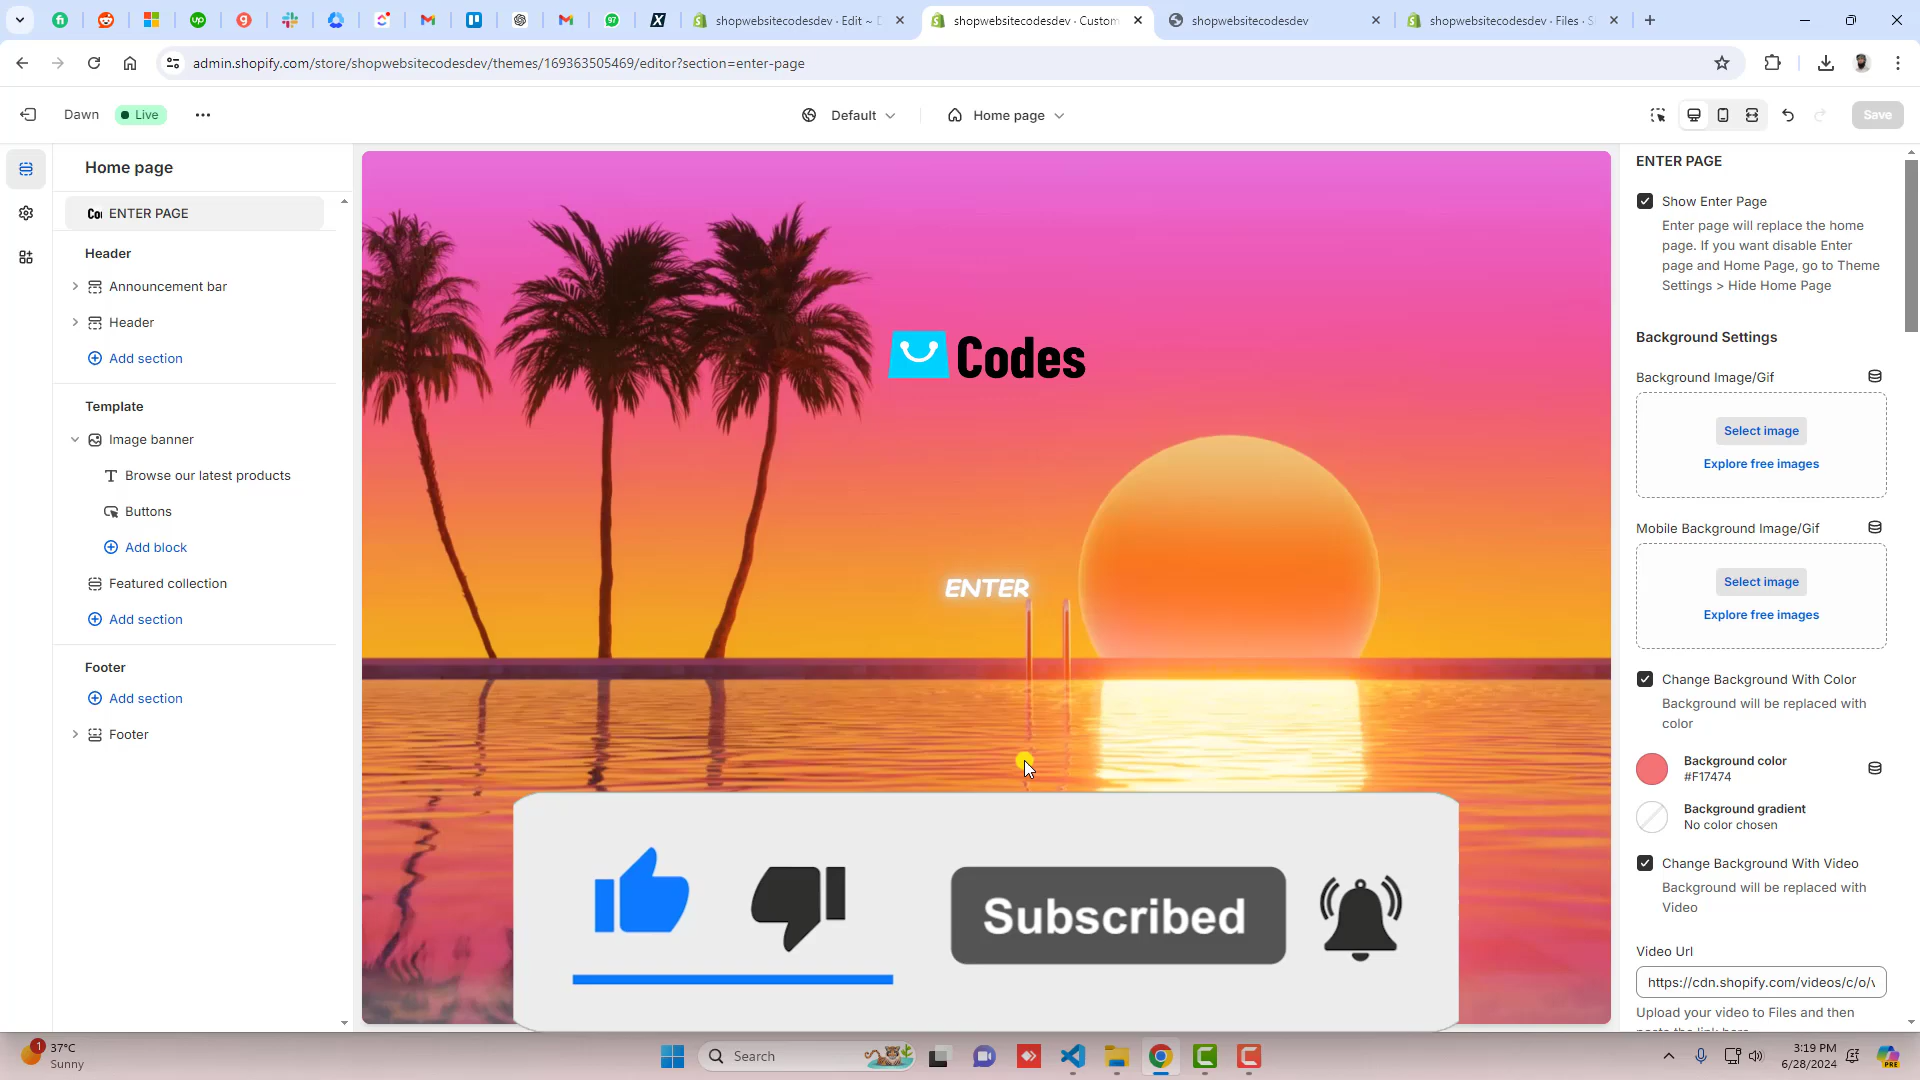 shopwebsitecodesdev · Edit ~ D
shopwebsitecodesdev · Custom
shopwebsitecodesdev
shopwebsitecodesdev · Files · S
admin.shopify.com/store/shopwebsitecodesdev/themes/169363505469/editor?section=enter-page
Dawn
Live
Default
Home page
Save
Home page
ENTER PAGE
Header
Announcement bar
Header
Add section
Template
Image banner
Browse our latest products
Buttons
Add block
Featured collection
Add section
Footer
Add section
Footer
Codes
ENTER
Subscribed
ENTER PAGE
Show Enter Page
Enter page will replace the home
page. If you want disable Enter
page and Home Page, go to Theme
Settings > Hide Home Page
Background Settings
Background Image/Gif
Select image
Explore free images
Mobile Background Image/Gif
Select image
Explore free images
Change Background With Color
Background will be replaced with
color
Background color
#F17474
Background gradient
No color chosen
Change Background With Video
Background will be replaced with
Video
Video Url
https://cdn.shopify.com/videos/c/o/v
Upload your video to Files and then
1
37°C
Sunny
Search
3:19 PM
6/28/2024
PRE